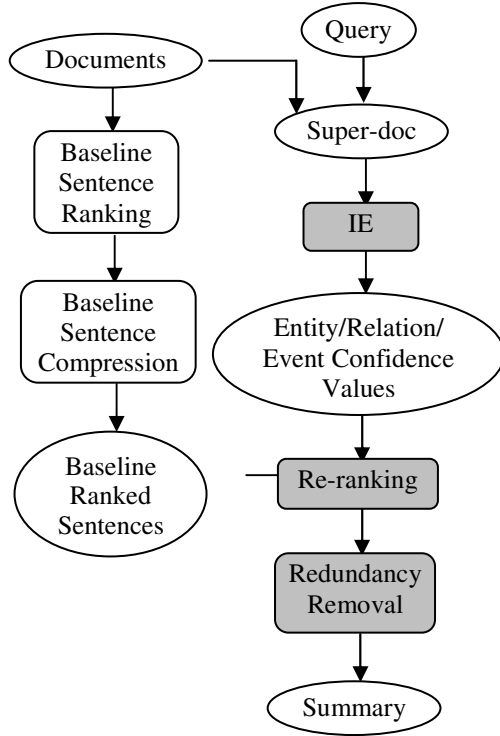 Documents
Baseline
Sentence
Ranking
Baseline
Sentence
Compression
Baseline
Ranked
Sentences
Query
Super-doc
IE
Entity/Relation/
Event Confidence
Values
Re-ranking
Redundancy
Removal
Summary